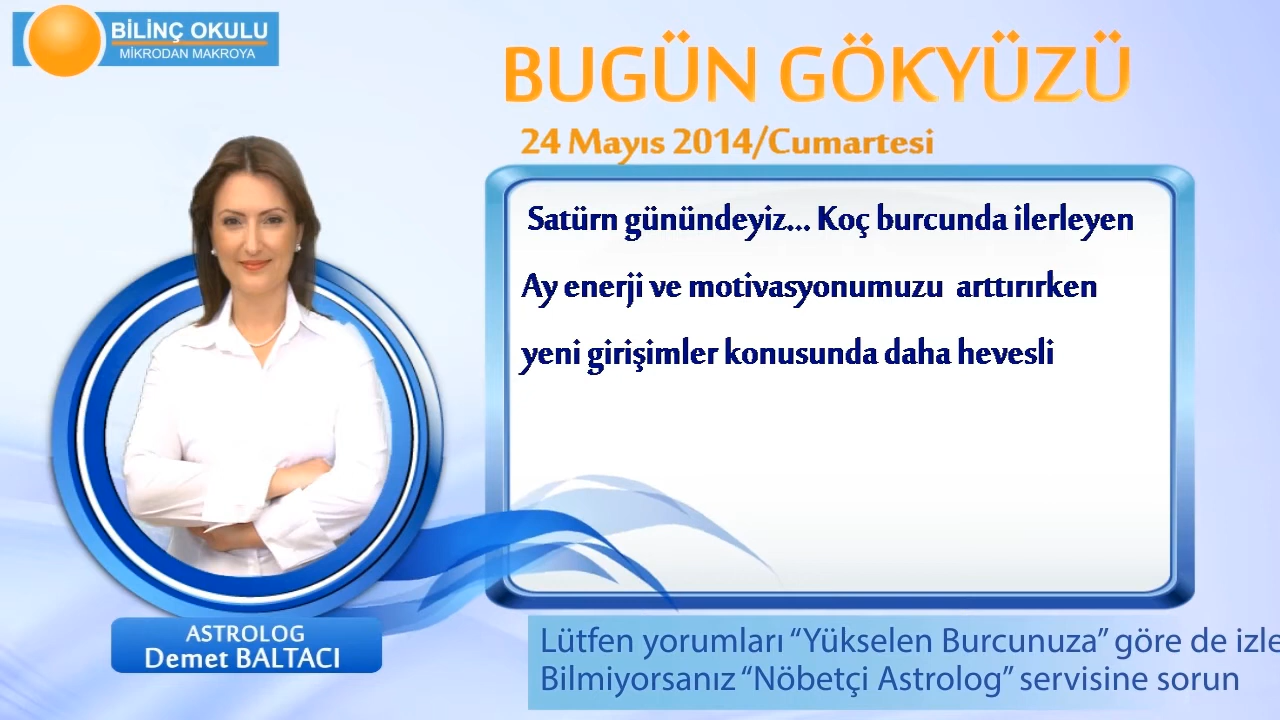 BİLİNÇ OKULU
MİKRODAN MAKROYA
BUGÜN GÖKYÜZÜ
24 Mayıs 2014/Cumartesi
Satürn günündeyiz... Koç burcunda ilerleyen
Ay enerji ve motivasyonumuzu arttırırken
yeni girişimler konusunda daha hevesli
ASTROLOG
Demet BALTACI
Lütfen yorumları “Yükselen Burcunuza” göre de izle
Bilmiyorsanız “Nöbetçi Astrolog” servisine sorun